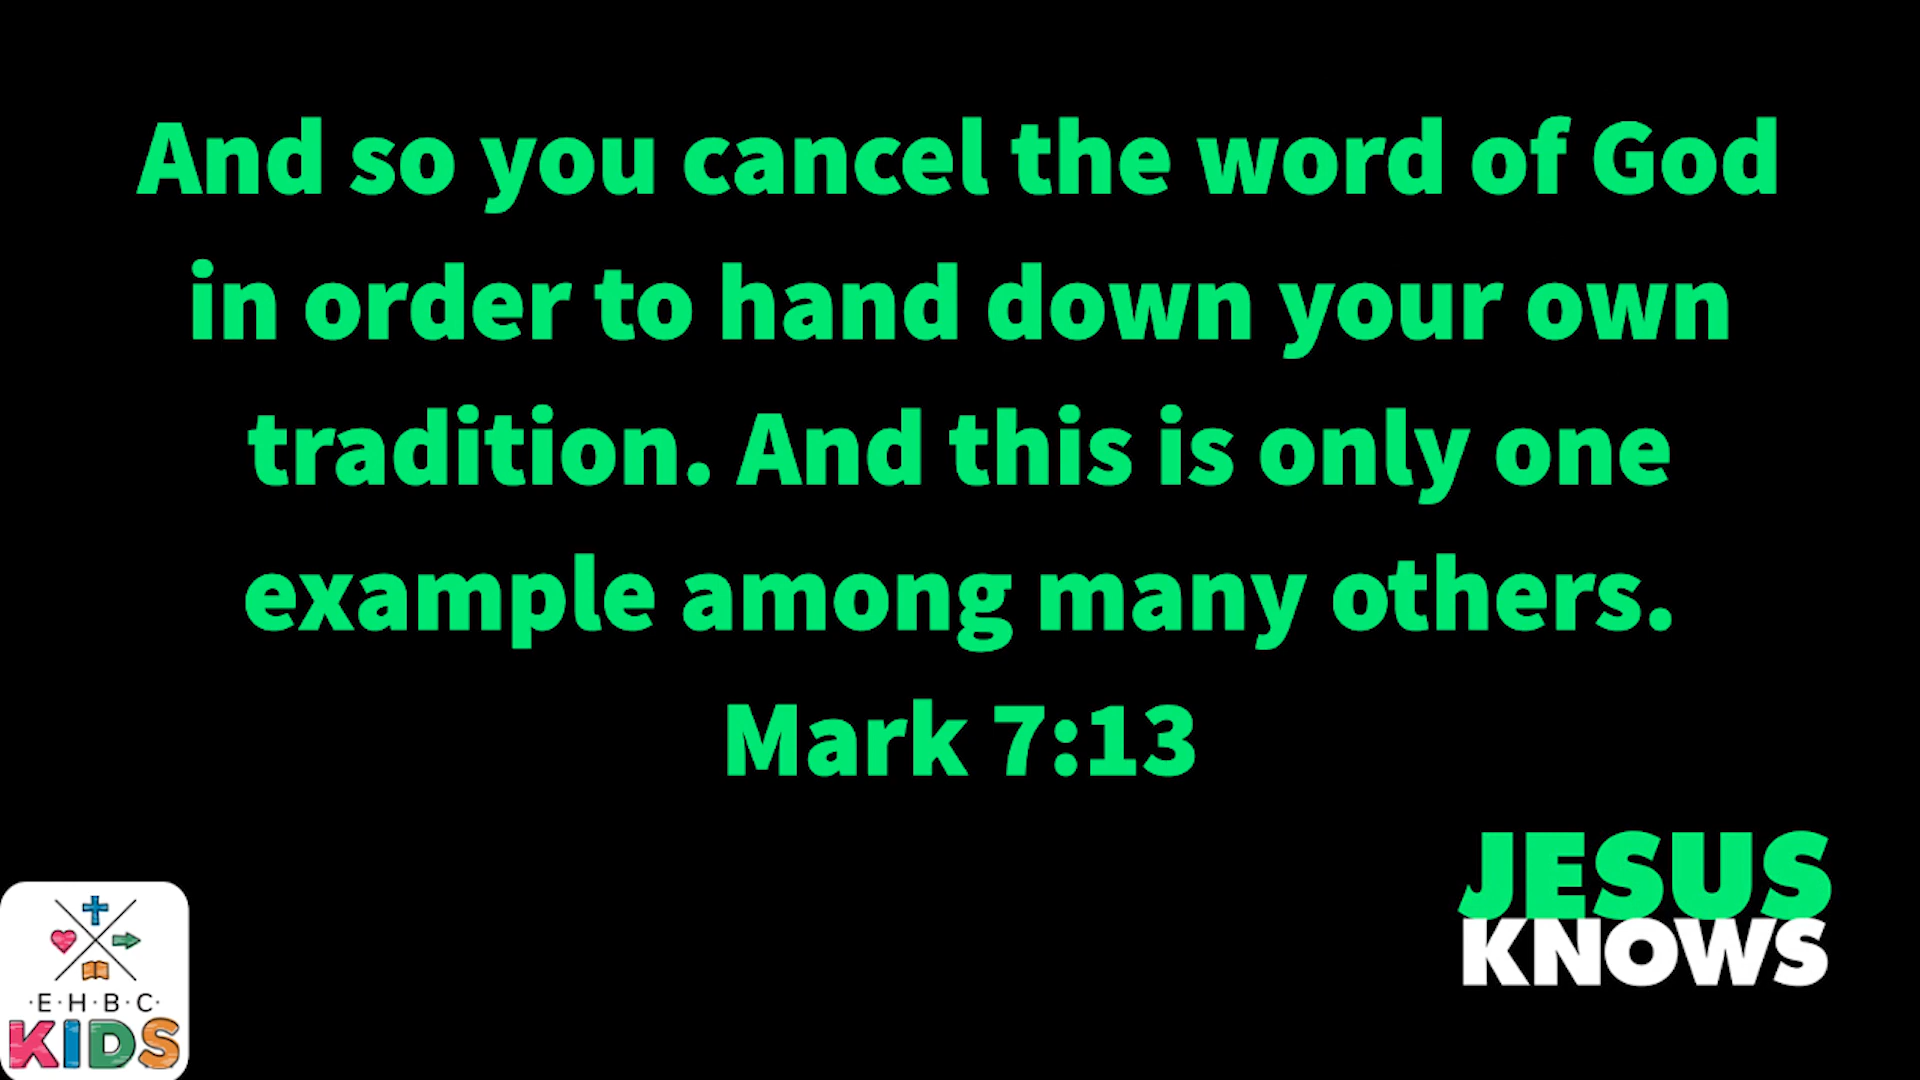 And so you cancel the word of God
in order to hand down your own
tradition. And this is only one
example among many others.
Mark 7:13
JESUS
KNOWS
·E·H·B·C·
KIDS